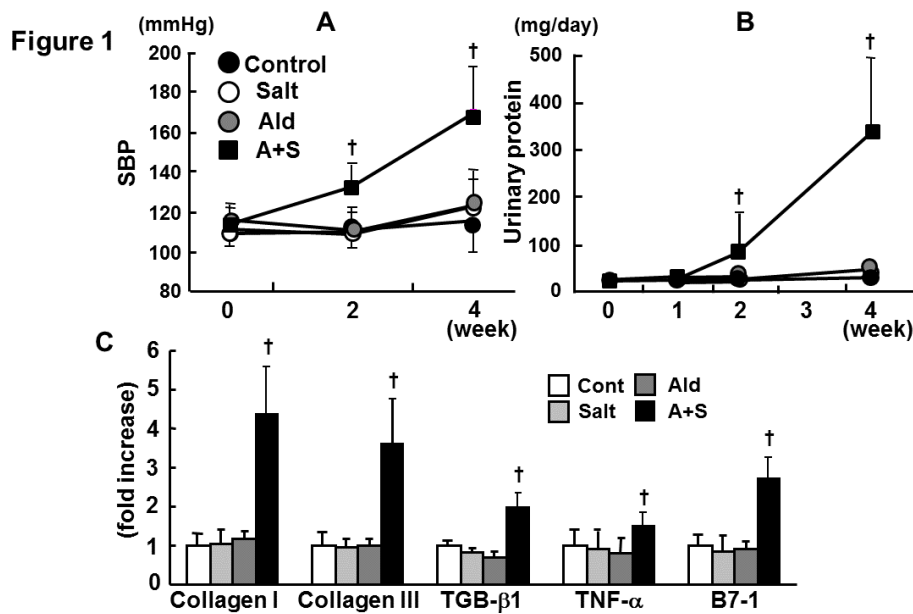 Figure 1
A
(mmHg)
200
180
160
140
120
100
80
SBP
Control
Salt
Ald
A+S
†
†
0
2
4
(week)
B
(mg/day)
500
400
300
200
100
0
Urinary protein
†
†
0
1
2
3
4
(week)
C
6
5
4
3
2
1
0
(fold increase)
Cont
Ald
Salt
A+S
†
†
†
†
†
Collagen I
Collagen III
TGB-β1
TNF-α
B7-1